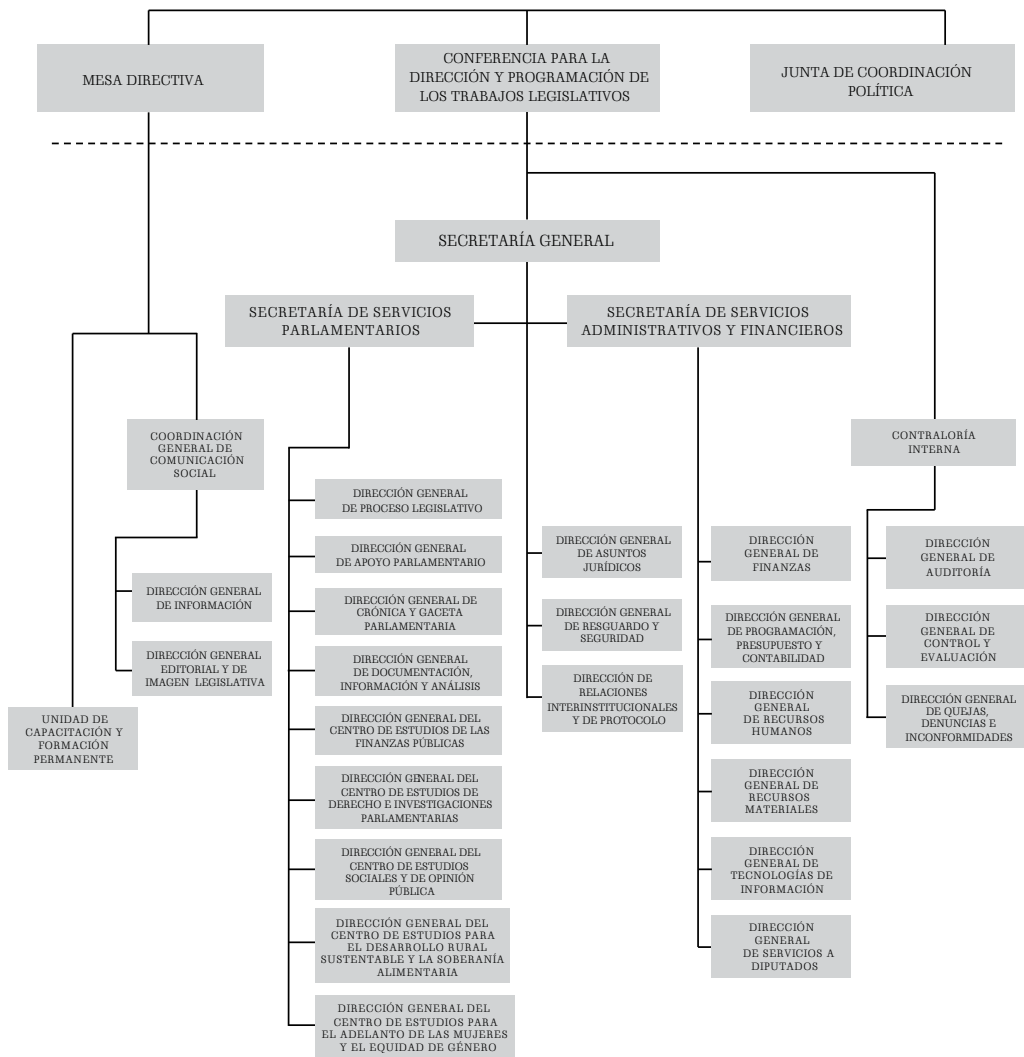 MESA DIRECTIVA
CONFERENCIA PARA LA
DIRECCIÓN Y PROGRAMACIÓN DE
LOS TRABAJOS LEGISLATIVOS
JUNTA DE COORDINACIÓN
POLÍTICA
SECRETARÍA GENERAL
SECRETARÍA DE SERVICIOS
PARLAMENTARIOS
SECRETARÍA DE SERVICIOS
ADMINISTRATIVOS Y FINANCIEROS
COORDINACIÓN
GENERAL DE
COMUNICACIÓN
SOCIAL
CONTRALORÍA
INTERNA
DIRECCIÓN GENERAL
DE INFORMACIÓN
DIRECCIÓN GENERAL
EDITORIAL Y DE
IMAGEN LEGISLATIVA
UNIDAD DE
CAPACITACIÓN Y
FORMACIÓN
PERMANENTE
DIRECCIÓN GENERAL
DE PROCESO LEGISLATIVO
DIRECCIÓN GENERAL
DE APOYO PARLAMENTARIO
DIRECCIÓN GENERAL DE
CRÓNICA Y GACETA
PARLAMENTARIA
DIRECCIÓN GENERAL
DE DOCUMENTACIÓN,
INFORMACIÓN Y ANÁLISIS
DIRECCIÓN GENERAL DEL
CENTRO DE ESTUDIOS DE LAS
FINANZAS PÚBLICAS
DIRECCIÓN GENERAL DEL
CENTRO DE ESTUDIOS DE
DERECHO E INVESTIGACIONES
PARLAMENTARIAS
DIRECCIÓN GENERAL DEL
CENTRO DE ESTUDIOS
SOCIALES Y DE OPINIÓN
PÚBLICA
DIRECCIÓN GENERAL DEL
CENTRO DE ESTUDIOS PARA
EL DESARROLLO RURAL
SUSTENTABLE Y LA SOBERANÍA
ALIMENTARIA
DIRECCIÓN GENERAL DEL
CENTRO DE ESTUDIOS PARA
EL ADELANTO DE LAS MUJERES
Y EL EQUIDAD DE GÉNERO
DIRECCIÓN GENERAL
DE ASUNTOS
JURÍDICOS
DIRECCIÓN GENERAL
DE RESGUARDO Y
SEGURIDAD
DIRECCIÓN DE
RELACIONES
INTERINSTITUCIONALES
Y DE PROTOCOLO
DIRECCIÓN
GENERAL DE
FINANZAS
DIRECCIÓN GENERAL
DE PROGRAMACIÓN,
PRESUPUESTO Y
CONTABILIDAD
DIRECCIÓN
GENERAL
DE RECURSOS
HUMANOS
DIRECCIÓN
GENERAL DE
RECURSOS
MATERIALES
DIRECCIÓN
GENERAL DE
TECNOLOGÍAS DE
INFORMACIÓN
DIRECCIÓN
GENERAL
DE SERVICIOS A
DIPUTADOS
DIRECCIÓN
GENERAL DE
AUDITORÍA
DIRECCIÓN
GENERAL DE
CONTROL Y
EVALUACIÓN
DIRECCIÓN GENERAL
DE QUEJAS,
DENUNCIAS E
INCONFORMIDADES